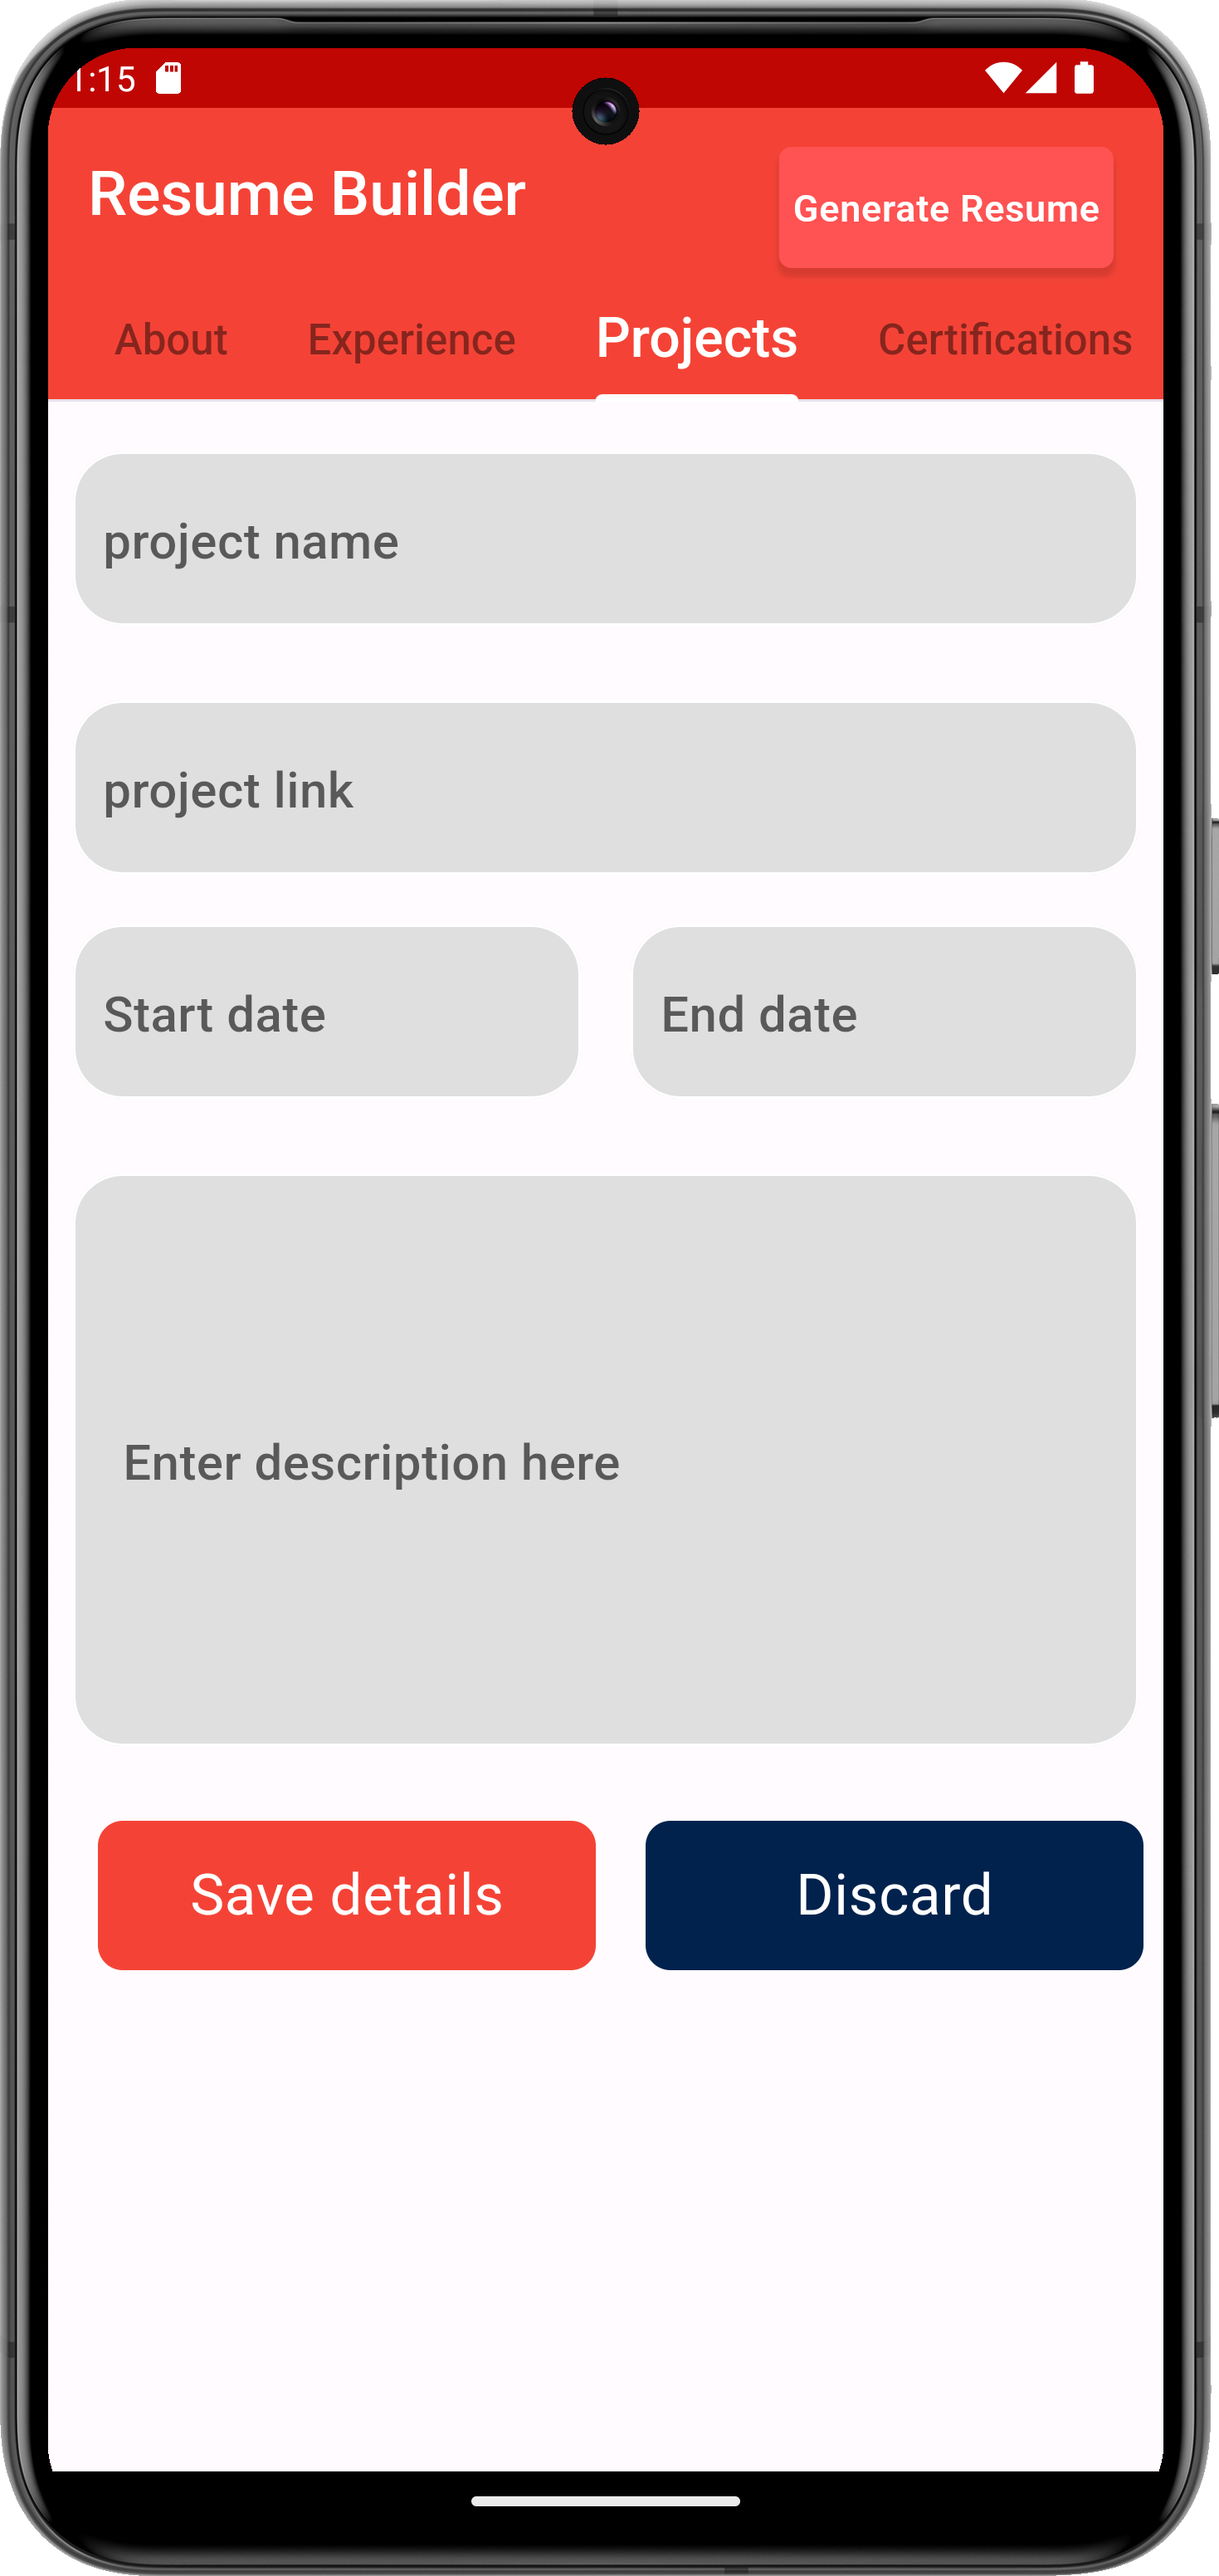 1:15
Resume Builder
Generate Resume
About Experience Projects Certifications
project name
project link
Start date End date
Enter description here
Save details Discard